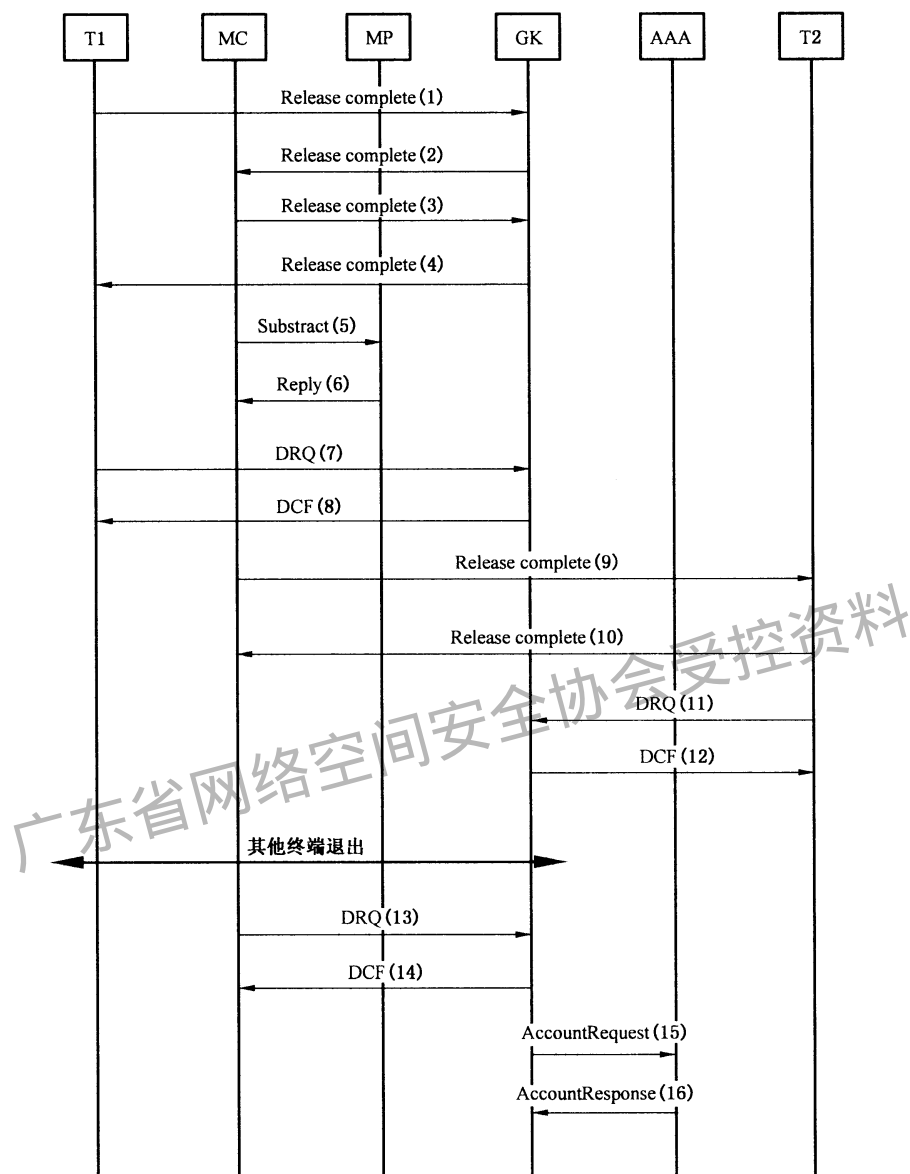 T1 MC MP GK AAA T2
Release complete(1)
Release complete(2)
Release complete(3)
Release complete(4)
Substract(5)
Reply(6)
DRQ(7)
DCF(8)
Release complete(9)
Release complete(10)
DRQ(11)
DCF(12)
广东省网络空间安全协会受控资料
其他终端退出
DRQ(13)
DCF(14)
AccountRequest(15)
AccountResponse(16)